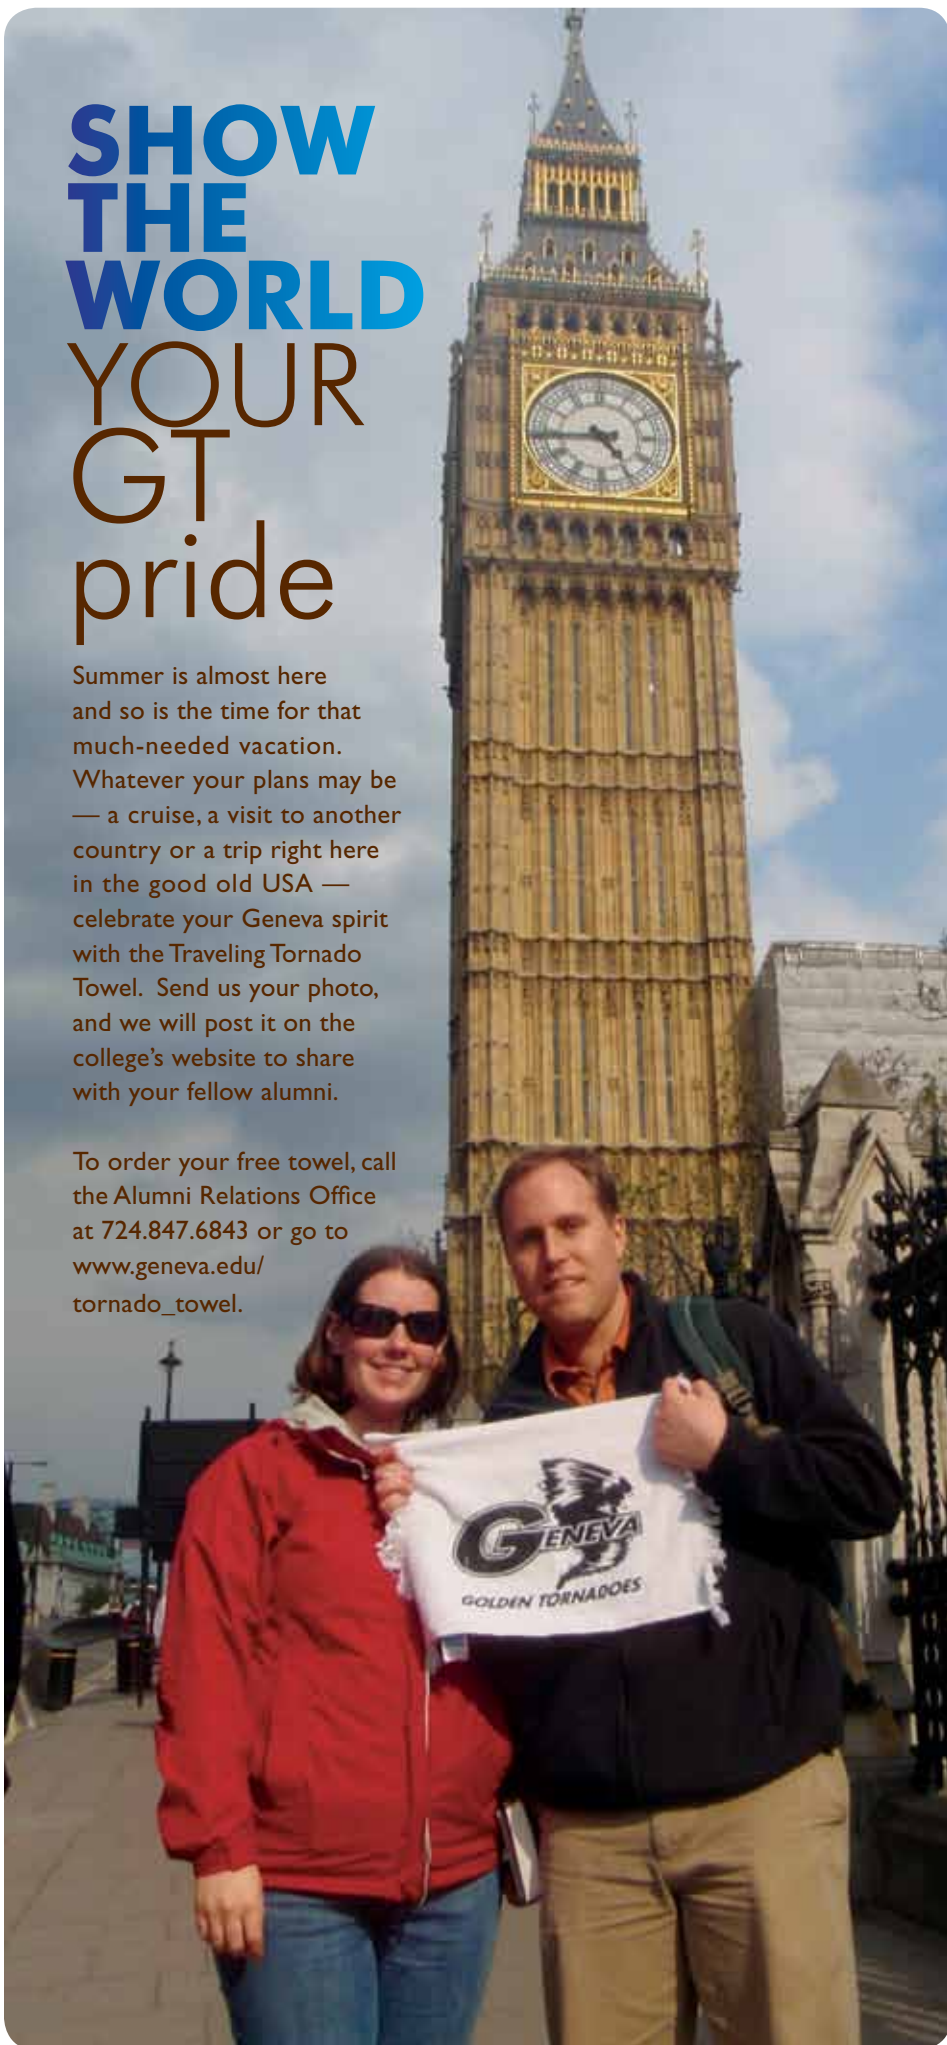 SHOW
THE
WORLD
YOUR
GT
pride
Summer is almost here
and so is the time for that
much-needed vacation.
Whatever your plans may be
— a cruise, a visit to another
country or a trip right here
in the good old USA —
celebrate your Geneva spirit
with the Traveling Tornado
Towel.  Send us your photo,
and we will post it on the
college’s website to share
with your fellow alumni.
To order your free towel, call
the Alumni Relations Office
at 724.847.6843 or go to
www.geneva.edu/
tornado_towel.
GENEVA
GOLDEN TORNADOES